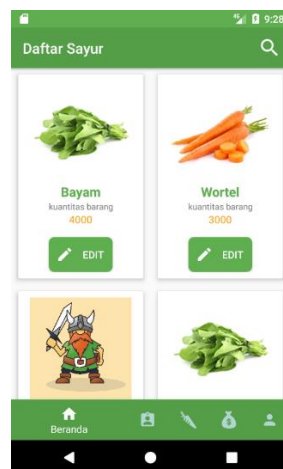 9:28
Daftar Sayur
Bayam
kuantitas barang
4000
EDIT
Wortel
kuantitas barang
3000
EDIT
Beranda